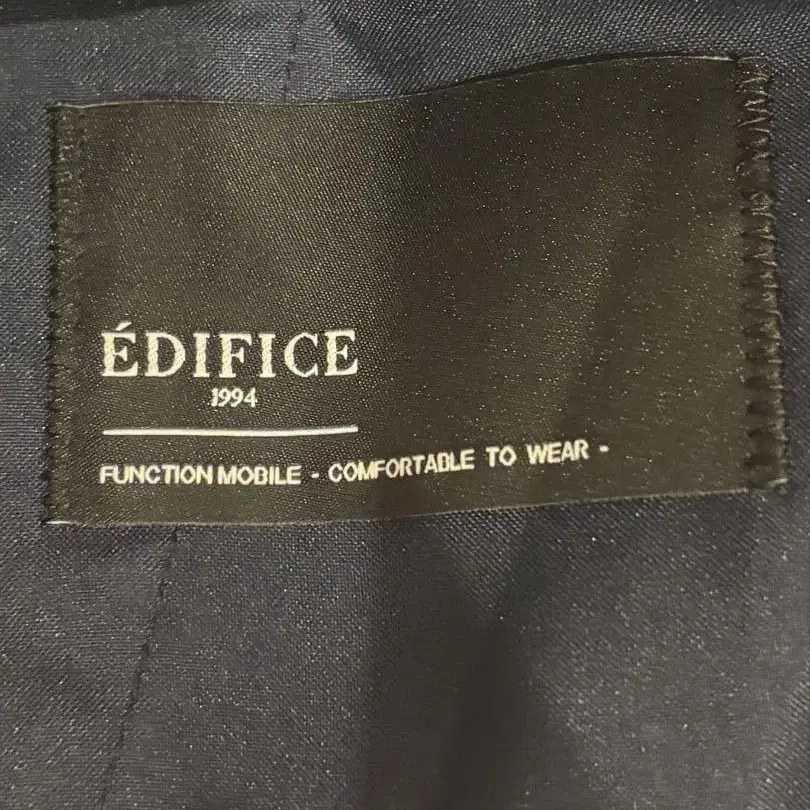 ÉDIFICE
1994
FUNCTION MOBILE - COMFORTABLE TO WEAR -